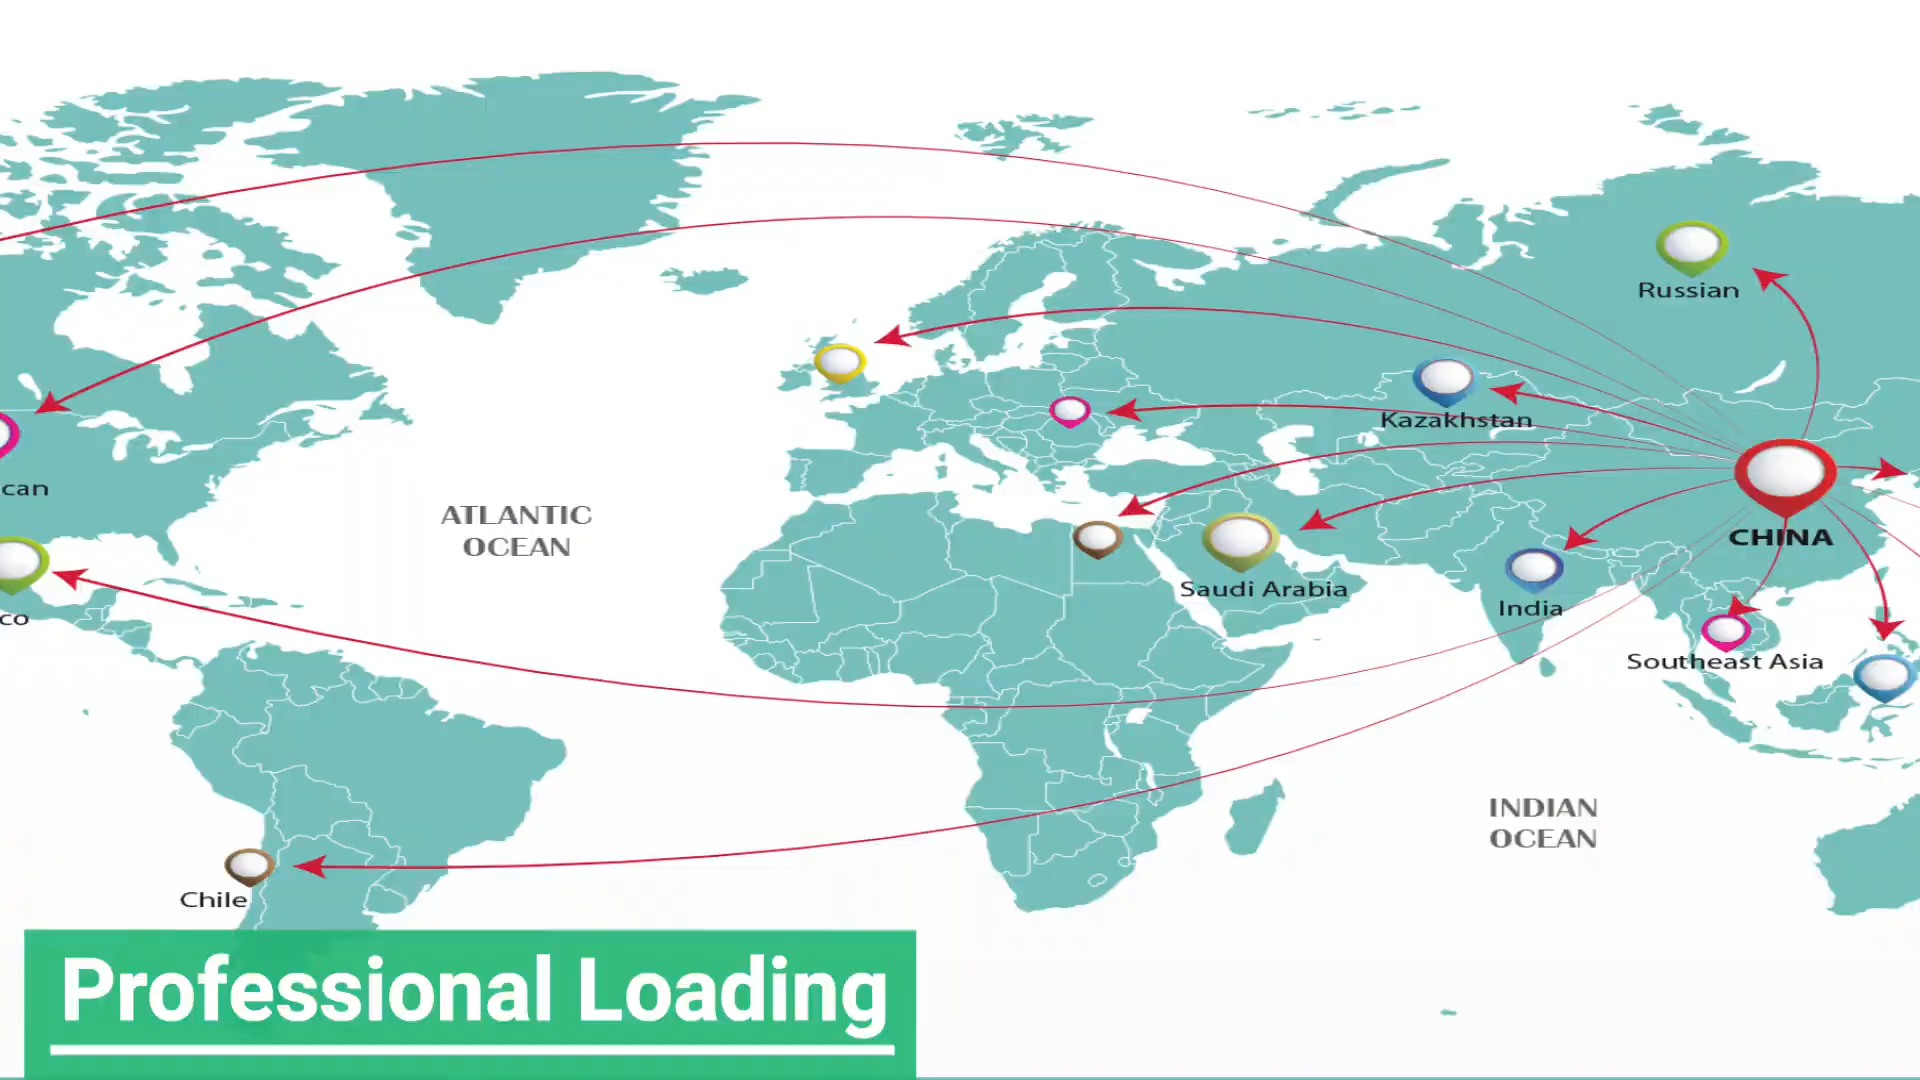 Russian
Kazakhstan
can
ATLANTIC
OCEAN
CHINA
Saudi Arabia
India
co
Southeast Asia
INDIAN
OCEAN
Chile
Professional Loading